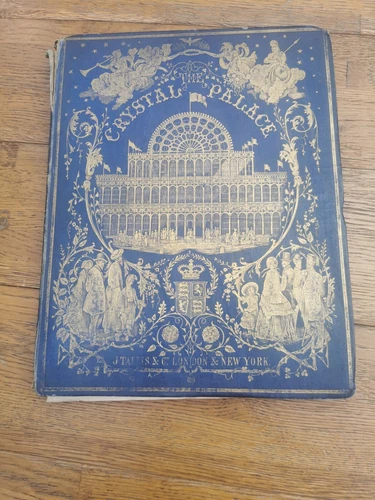 THE
CRYSTAL PALACE
J TALLIS & Co. LONDON & NEW YORK.